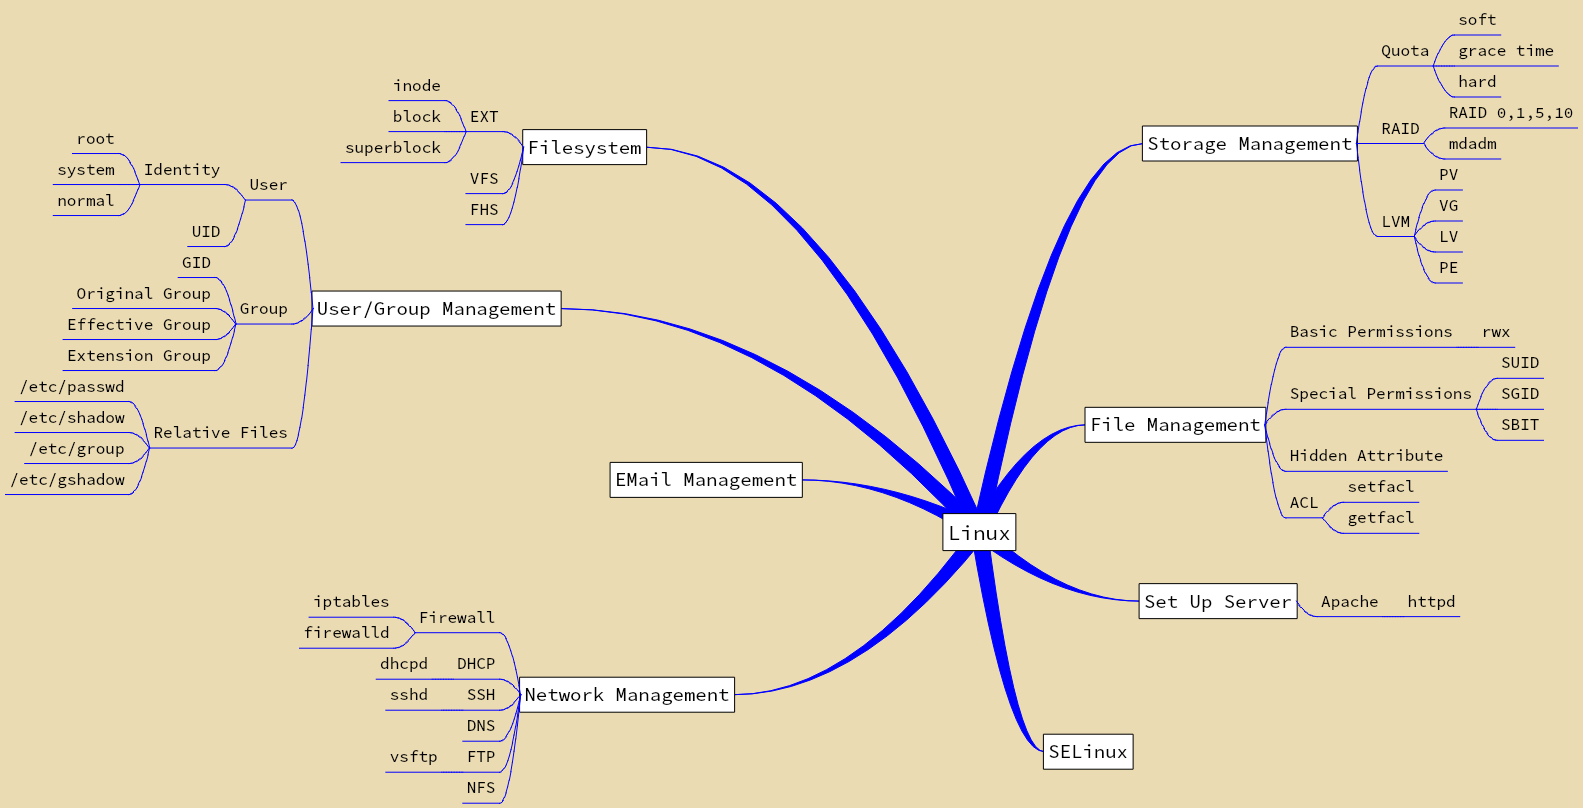 Linux
Filesystem
EXT
inode
block
superblock
VFS
FHS
User/Group Management
User
Identity
root
system
normal
UID
Group
GID
Original Group
Effective Group
Extension Group
Relative Files
/etc/passwd
/etc/shadow
/etc/group
/etc/gshadow
EMail Management
Network Management
Firewall
iptables
firewalld
DHCP
dhcpd
SSH
sshd
DNS
FTP
vsftp
NFS
Storage Management
Quota
soft
grace time
hard
RAID
RAID 0,1,5,10
mdadm
LVM
PV
VG
LV
PE
File Management
Basic Permissions
rwx
Special Permissions
SUID
SGID
SBIT
Hidden Attribute
ACL
setfacl
getfacl
Set Up Server
Apache
httpd
SELinux